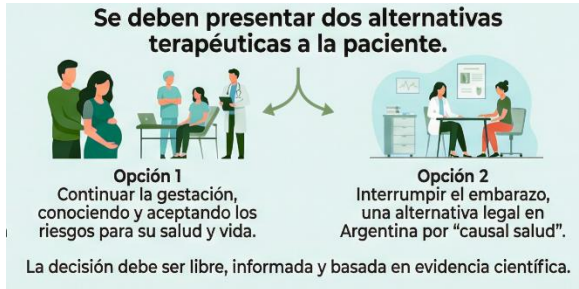 Se deben presentar dos alternativas
terapéuticas a la paciente.
Opción 1
Continuar la gestación,
conociendo y aceptando los
riesgos para su salud y vida.
Opción 2
Interrumpir el embarazo,
una alternativa legal en
Argentina por “causal salud”.
La decisión debe ser libre, informada y basada en evidencia científica.